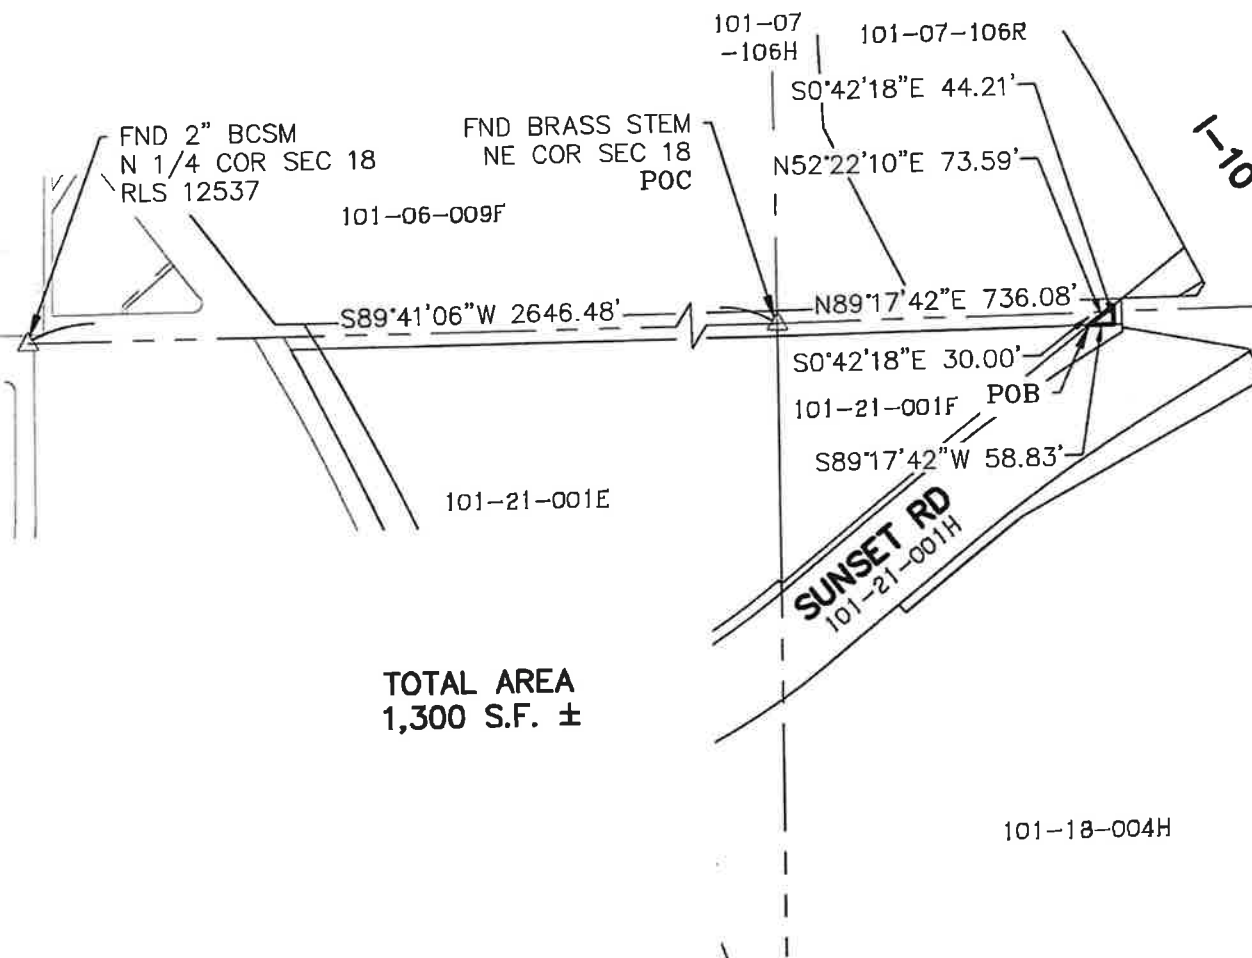 101-07
-106H
101-07-106R
S0°42'18"E 44.21'
FND 2" BCSM
N 1/4 COR SEC 18
RLS 12537
FND BRASS STEM
NE COR SEC 18
POC
N52°22'10"E 73.59'
I-10
101-06-009F
S89°41'06"W 2646.48'
N89°17'42"E 736.08'
S0°42'18"E 30.00'
POB
101-21-001F
S89°17'42"W 58.83'
101-21-001E
SUNSET RD
101-21-001H
TOTAL AREA
1,300 S.F. ±
101-18-004H